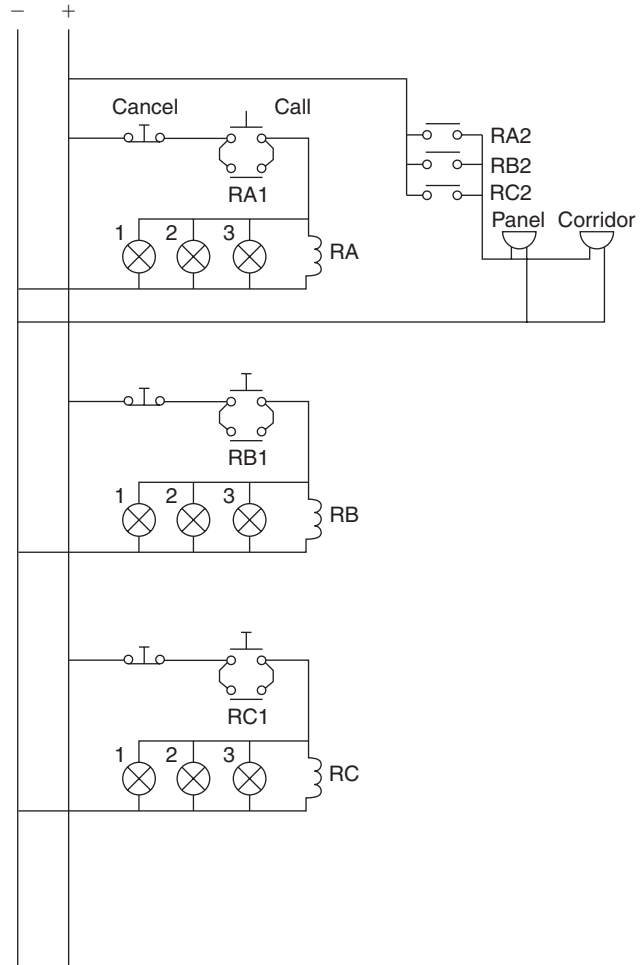 − +
Cancel Call
RA2
RB2
RA1
RC2
Panel Corridor
1 2 3
RA
RB1
1 2 3
RB
RC1
1 2 3
RC